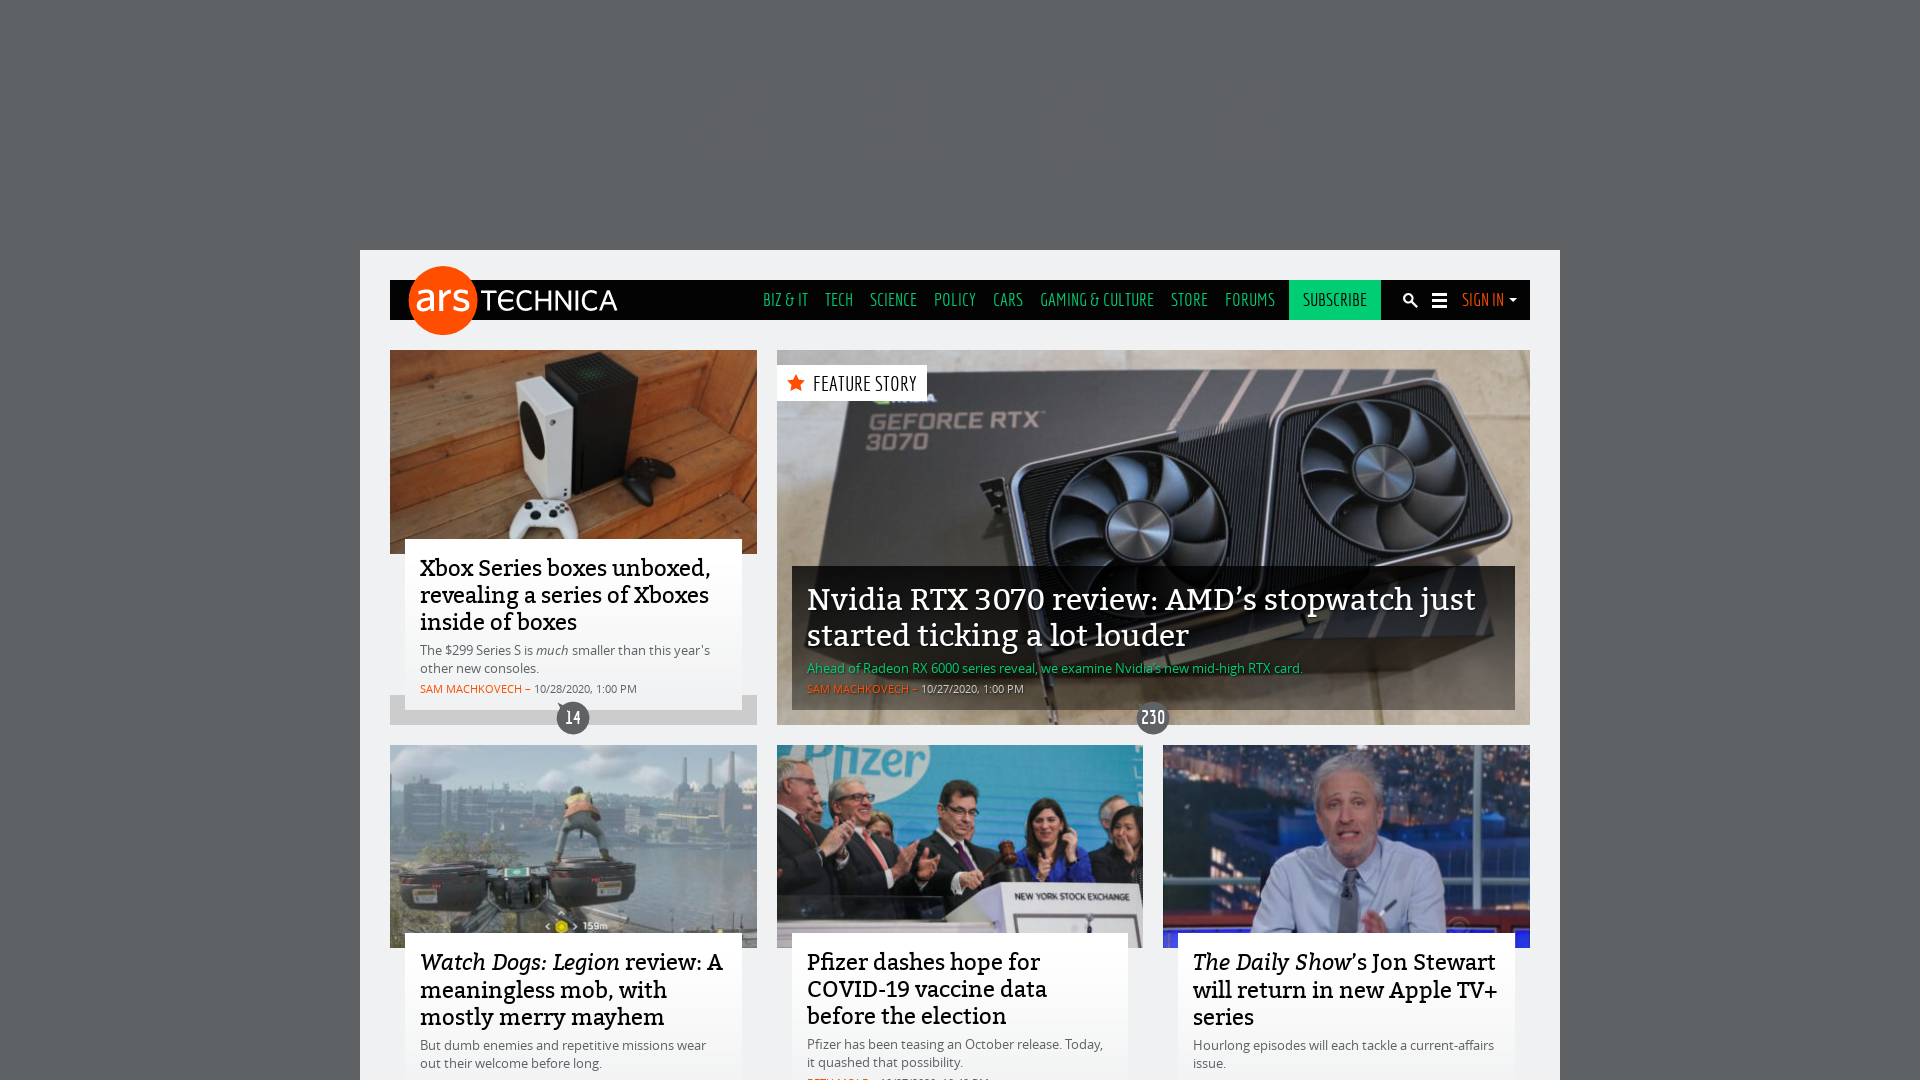 ars TECHNICA
BIZ & IT TECH SCIENCE POLICY CARS GAMING & CULTURE STORE FORUMS SUBSCRIBE SIGN IN
FEATURE STORY
GEFORCE RTX
3070
Xbox Series boxes unboxed,
revealing a series of Xboxes
inside of boxes
The $299 Series S is much smaller than this year's
other new consoles.
SAM MACHKOVECH – 10/28/2020, 1:00 PM
14
Nvidia RTX 3070 review: AMD’s stopwatch just
started ticking a lot louder
Ahead of Radeon RX 6000 series reveal, we examine Nvidia’s new mid-high RTX card.
SAM MACHKOVECH – 10/27/2020, 1:00 PM
230
159m
Watch Dogs: Legion review: A
meaningless mob, with
mostly merry mayhem
But dumb enemies and repetitive missions wear
out their welcome before long.
Pfizer
NEW YORK STOCK EXCHANGE
Pfizer dashes hope for
COVID-19 vaccine data
before the election
Pfizer has been teasing an October release. Today,
it quashed that possibility.
The Daily Show’s Jon Stewart
will return in new Apple TV+
series
Hourlong episodes will each tackle a current-affairs
issue.